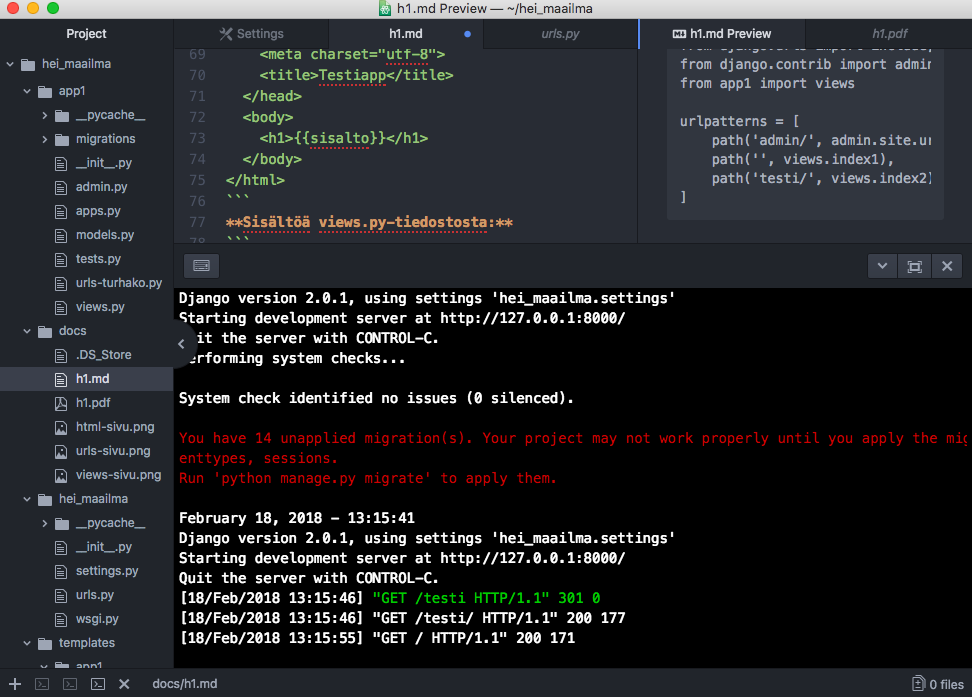 h1.md Preview — ~/hei_maailma
Project
hei_maailma
app1
__pycache__
migrations
__init__.py
admin.py
apps.py
models.py
tests.py
urls-turhako.py
views.py
docs
.DS_Store
h1.md
h1.pdf
html-sivu.png
urls-sivu.png
views-sivu.png
hei_maailma
__pycache__
__init__.py
settings.py
urls.py
wsgi.py
templates
app1
Settings
h1.md
urls.py
h1.md Preview
h1.pdf
69 <meta charset="utf-8">
70 <title>Testiapp</title>
71 </head>
72 <body>
73 <h1>{{sisalto}}</h1>
74 </body>
75 </html>
76 ```
77 **Sisältöä views.py-tiedostosta:**
78 ```
from django.contrib import admin
from app1 import views
urlpatterns = [
path('admin/', admin.site.ur
path('', views.index1),
path('testi/', views.index2)
]
Django version 2.0.1, using settings 'hei_maailma.settings'
Starting development server at http://127.0.0.1:8000/
it the server with CONTROL-C.
erforming system checks...
System check identified no issues (0 silenced).
You have 14 unapplied migration(s). Your project may not work properly until you apply the mig
enttypes, sessions.
Run 'python manage.py migrate' to apply them.
February 18, 2018 - 13:15:41
Django version 2.0.1, using settings 'hei_maailma.settings'
Starting development server at http://127.0.0.1:8000/
Quit the server with CONTROL-C.
[18/Feb/2018 13:15:46] "GET /testi HTTP/1.1" 301 0
[18/Feb/2018 13:15:46] "GET /testi/ HTTP/1.1" 200 177
[18/Feb/2018 13:15:55] "GET / HTTP/1.1" 200 171
docs/h1.md
0 files